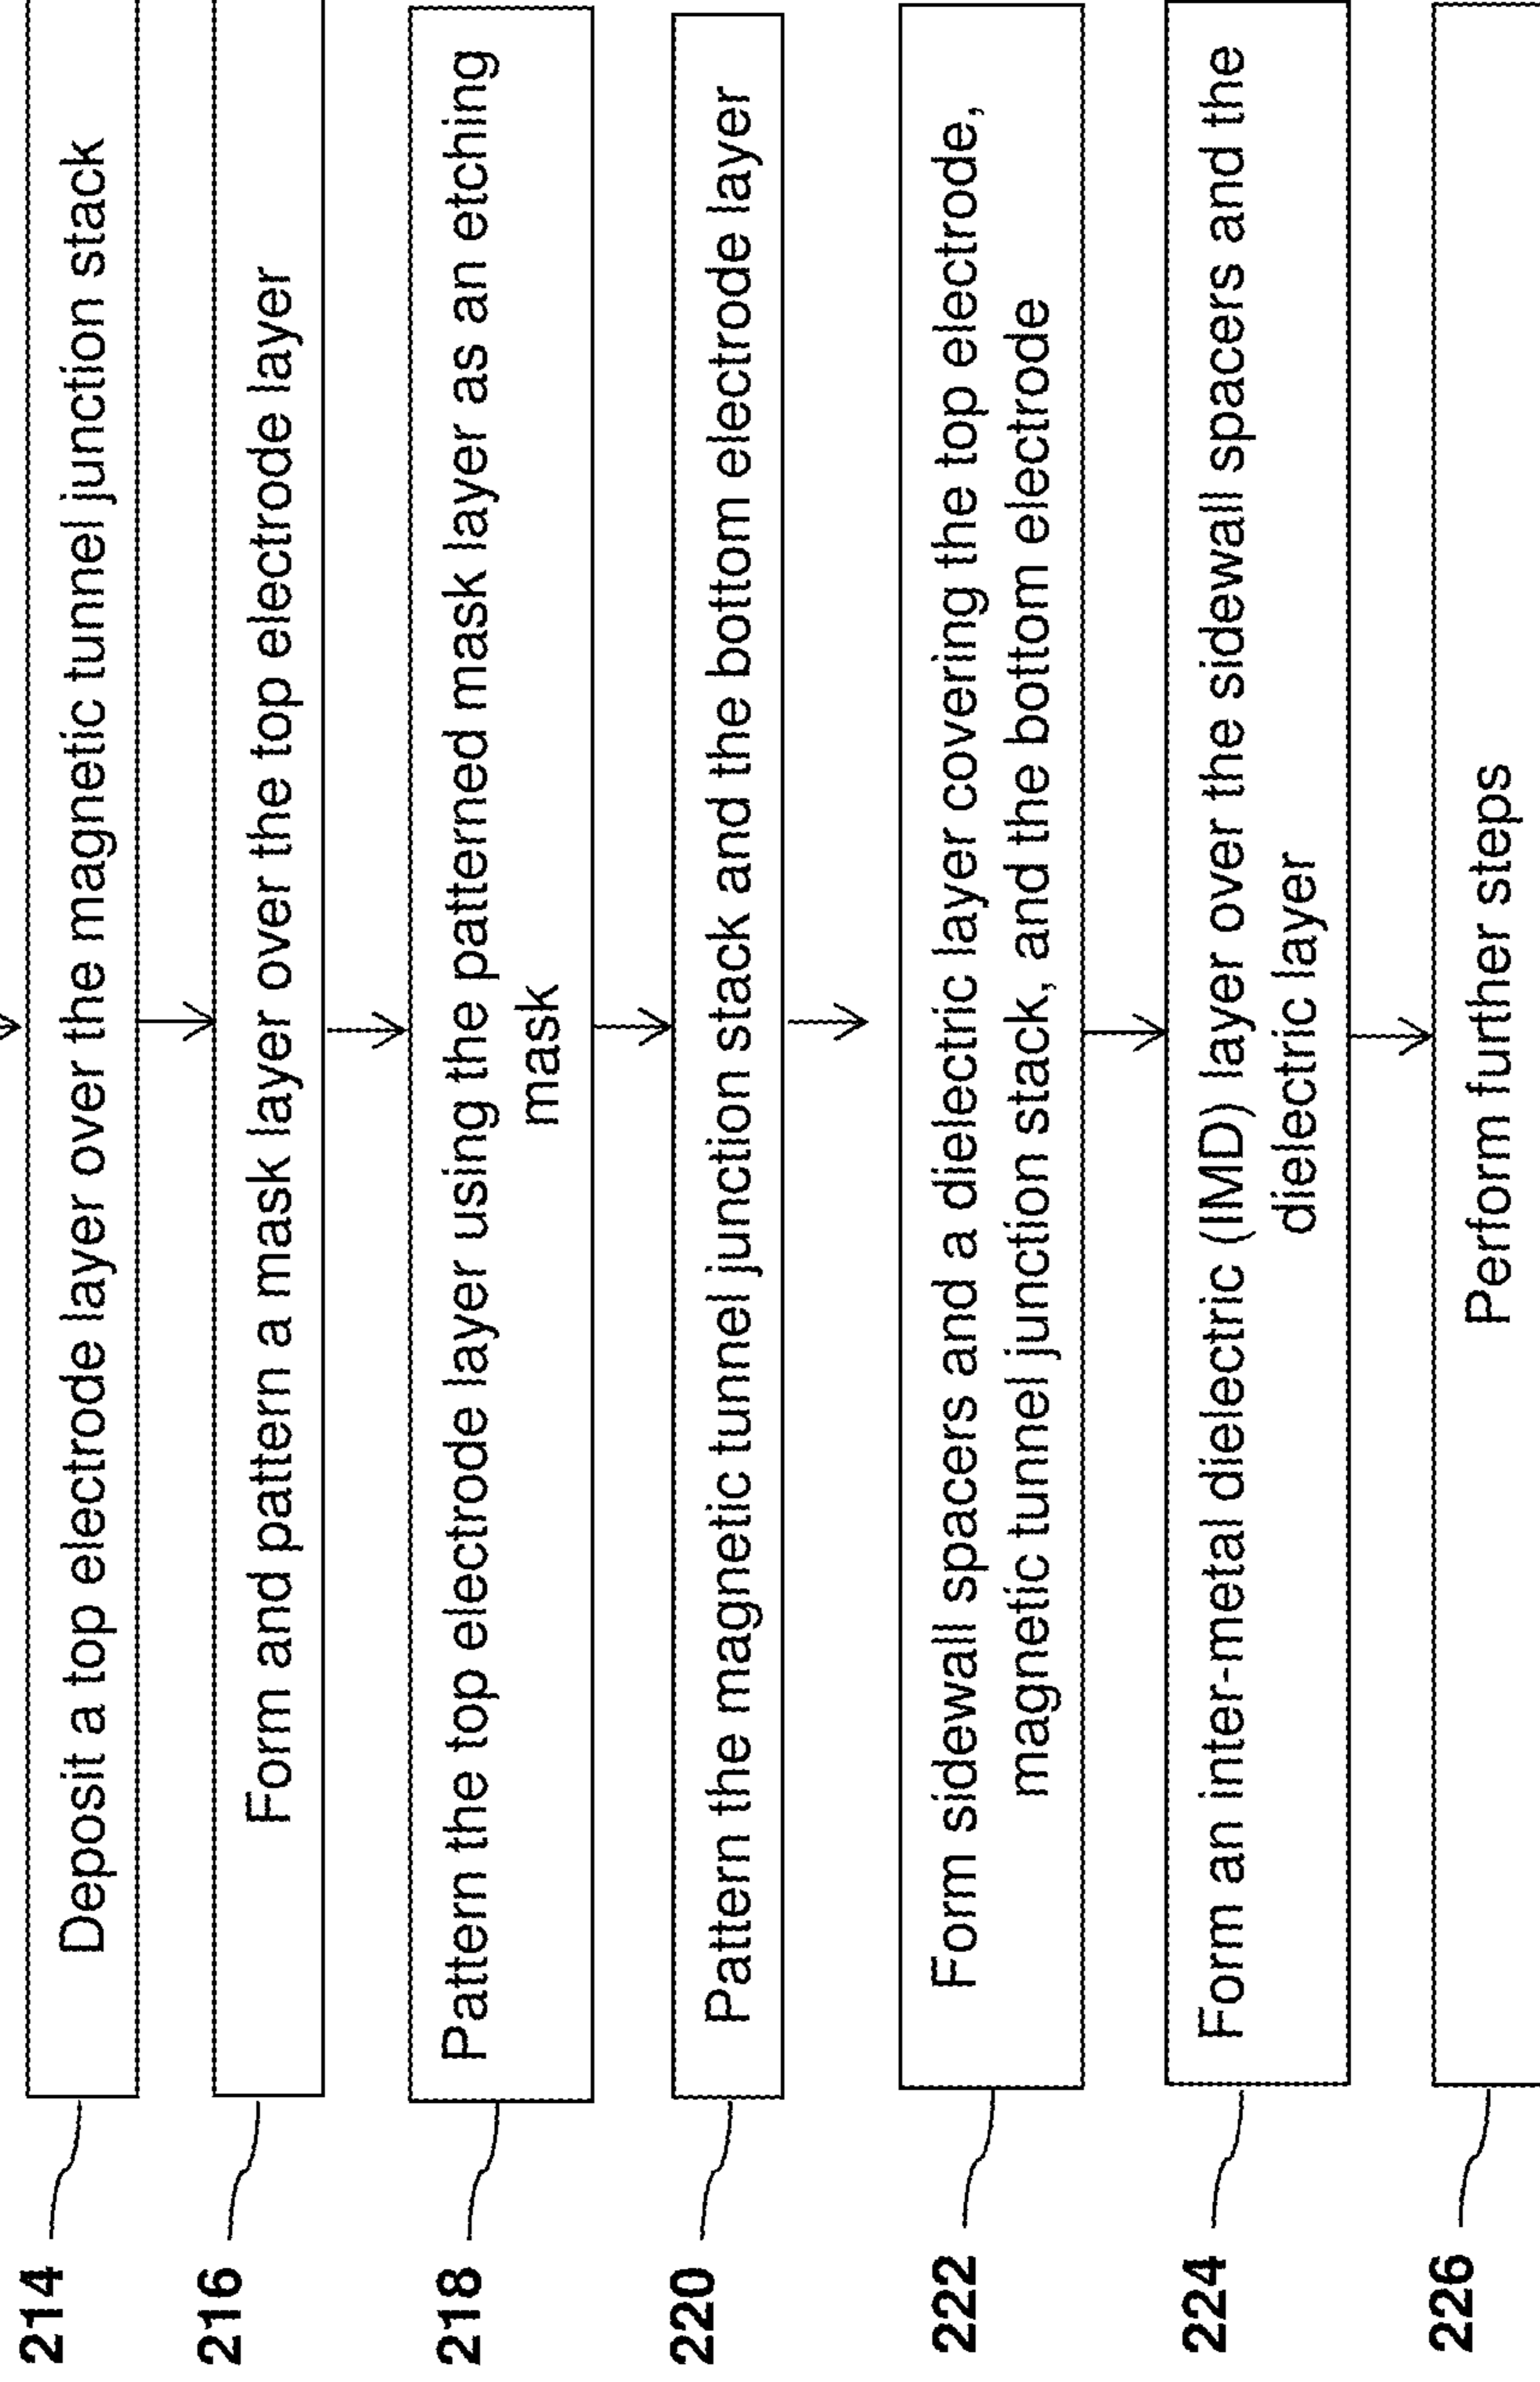 214
Deposit a top electrode layer over the magnetic tunnel junction stack
216
Form and pattern a mask layer over the top electrode layer
218
Pattern the top electrode layer using the patterned mask layer as an etching
mask
220
Pattern the magnetic tunnel junction stack and the bottom electrode layer
222
Form sidewall spacers and a dielectric layer covering the top electrode,
magnetic tunnel junction stack, and the bottom electrode
224
Form an inter-metal dielectric (IMD) layer over the sidewall spacers and the
dielectric layer
226
Perform further steps